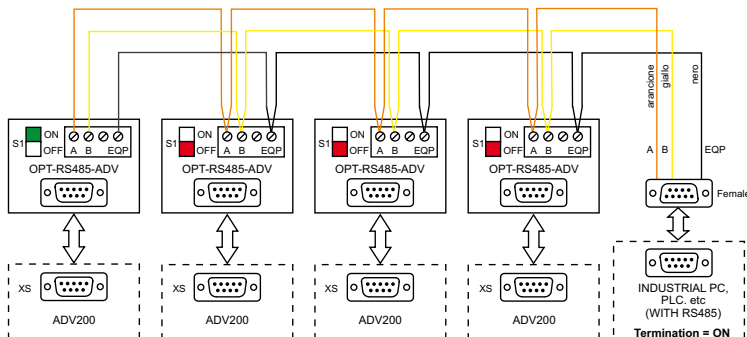 arancione
giallo
nero
S1 ON
OFF A B EQP
OPT-RS485-ADV
S1 ON
OFF A B EQP
OPT-RS485-ADV
S1 ON
OFF A B EQP
OPT-RS485-ADV
S1 ON
OFF A B EQP
OPT-RS485-ADV
A B EQP
Female
XS
ADV200
XS
ADV200
XS
ADV200
XS
ADV200
INDUSTRIAL PC,
PLC. etc
(WITH RS485)
Termination = ON